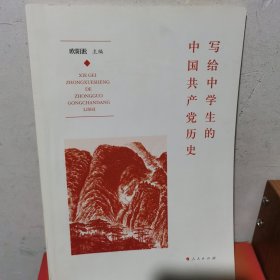 欧阳淞 主编
XIEGEI
ZHONGXUESHENG
DE
ZHONGGUO
GONGCHANDANG
LISHI
写给中学生的
中国共产党历史
人民出版社